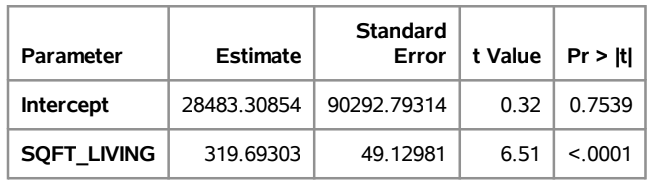 Parameter Estimate Standard Error t Value Pr > |t|
Intercept 28483.30854 90292.79314 0.32 0.7539
SQFT_LIVING 319.69303 49.12981 6.51 <.0001